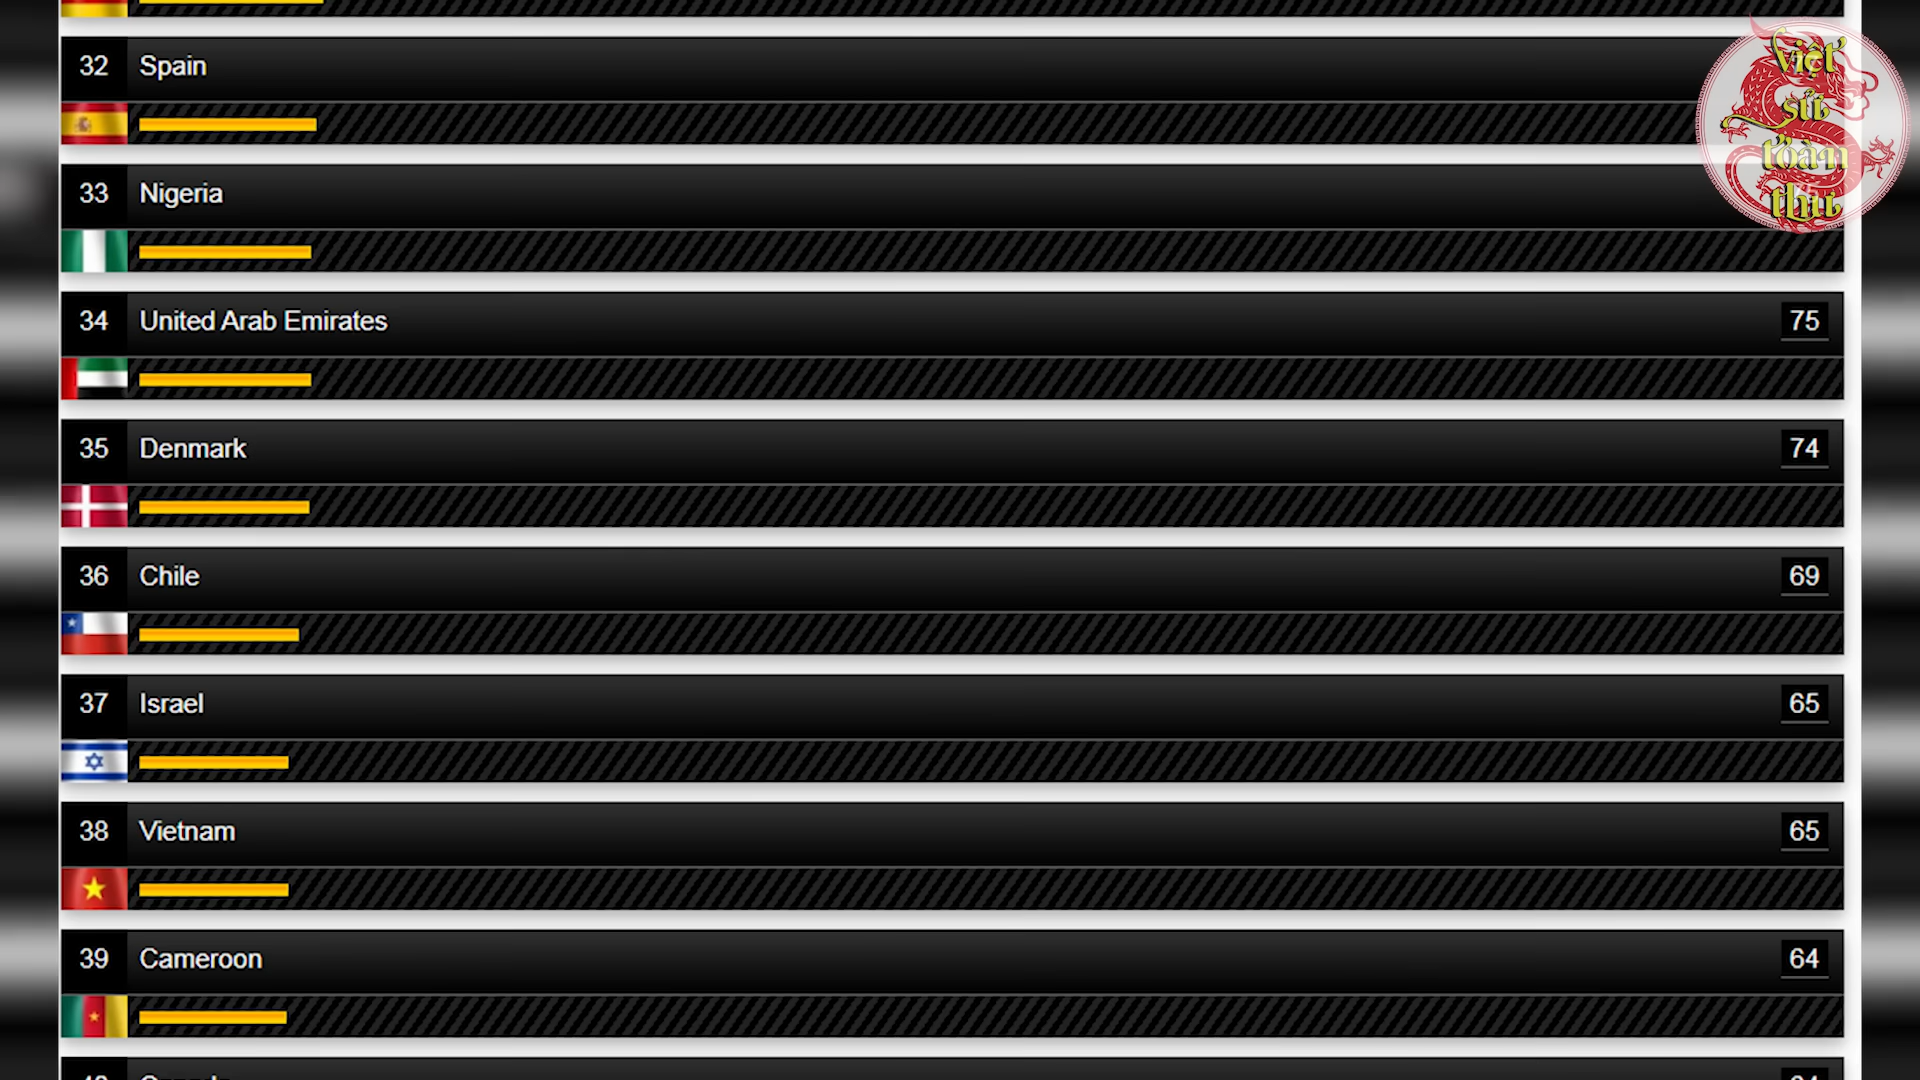 32 Spain
việt
sử
toàn
thư
33 Nigeria
34 United Arab Emirates 75
35 Denmark 74
36 Chile 69
37 Israel 65
38 Vietnam 65
39 Cameroon 64